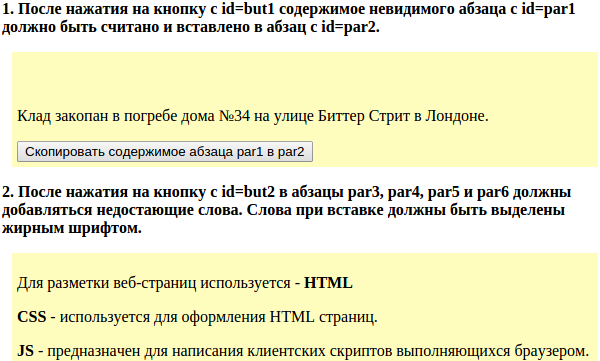 1. После нажатия на кнопку с id=but1 содержимое невидимого абзаца с id=par1
должно быть считано и вставлено в абзац с id=par2.
Клад закопан в погребе дома №34 на улице Биттер Стрит в Лондоне.
Скопировать содержимое абзаца par1 в par2
2. После нажатия на кнопку с id=but2 в абзацы par3, par4, par5 и par6 должны
добавляться недостающие слова. Слова при вставке должны быть выделены
жирным шрифтом.
Для разметки веб-страниц используется - HTML
CSS - используется для оформления HTML страниц.
JS - предназначен для написания клиентских скриптов выполняющихся браузером.